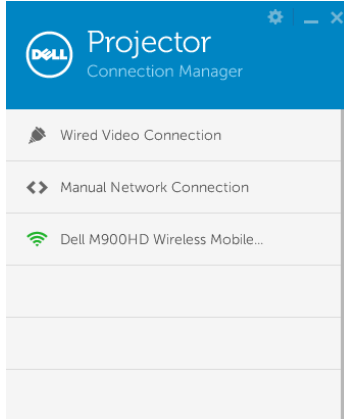 DELL
Projector
Connection Manager
Wired Video Connection
Manual Network Connection
Dell M900HD Wireless Mobile...